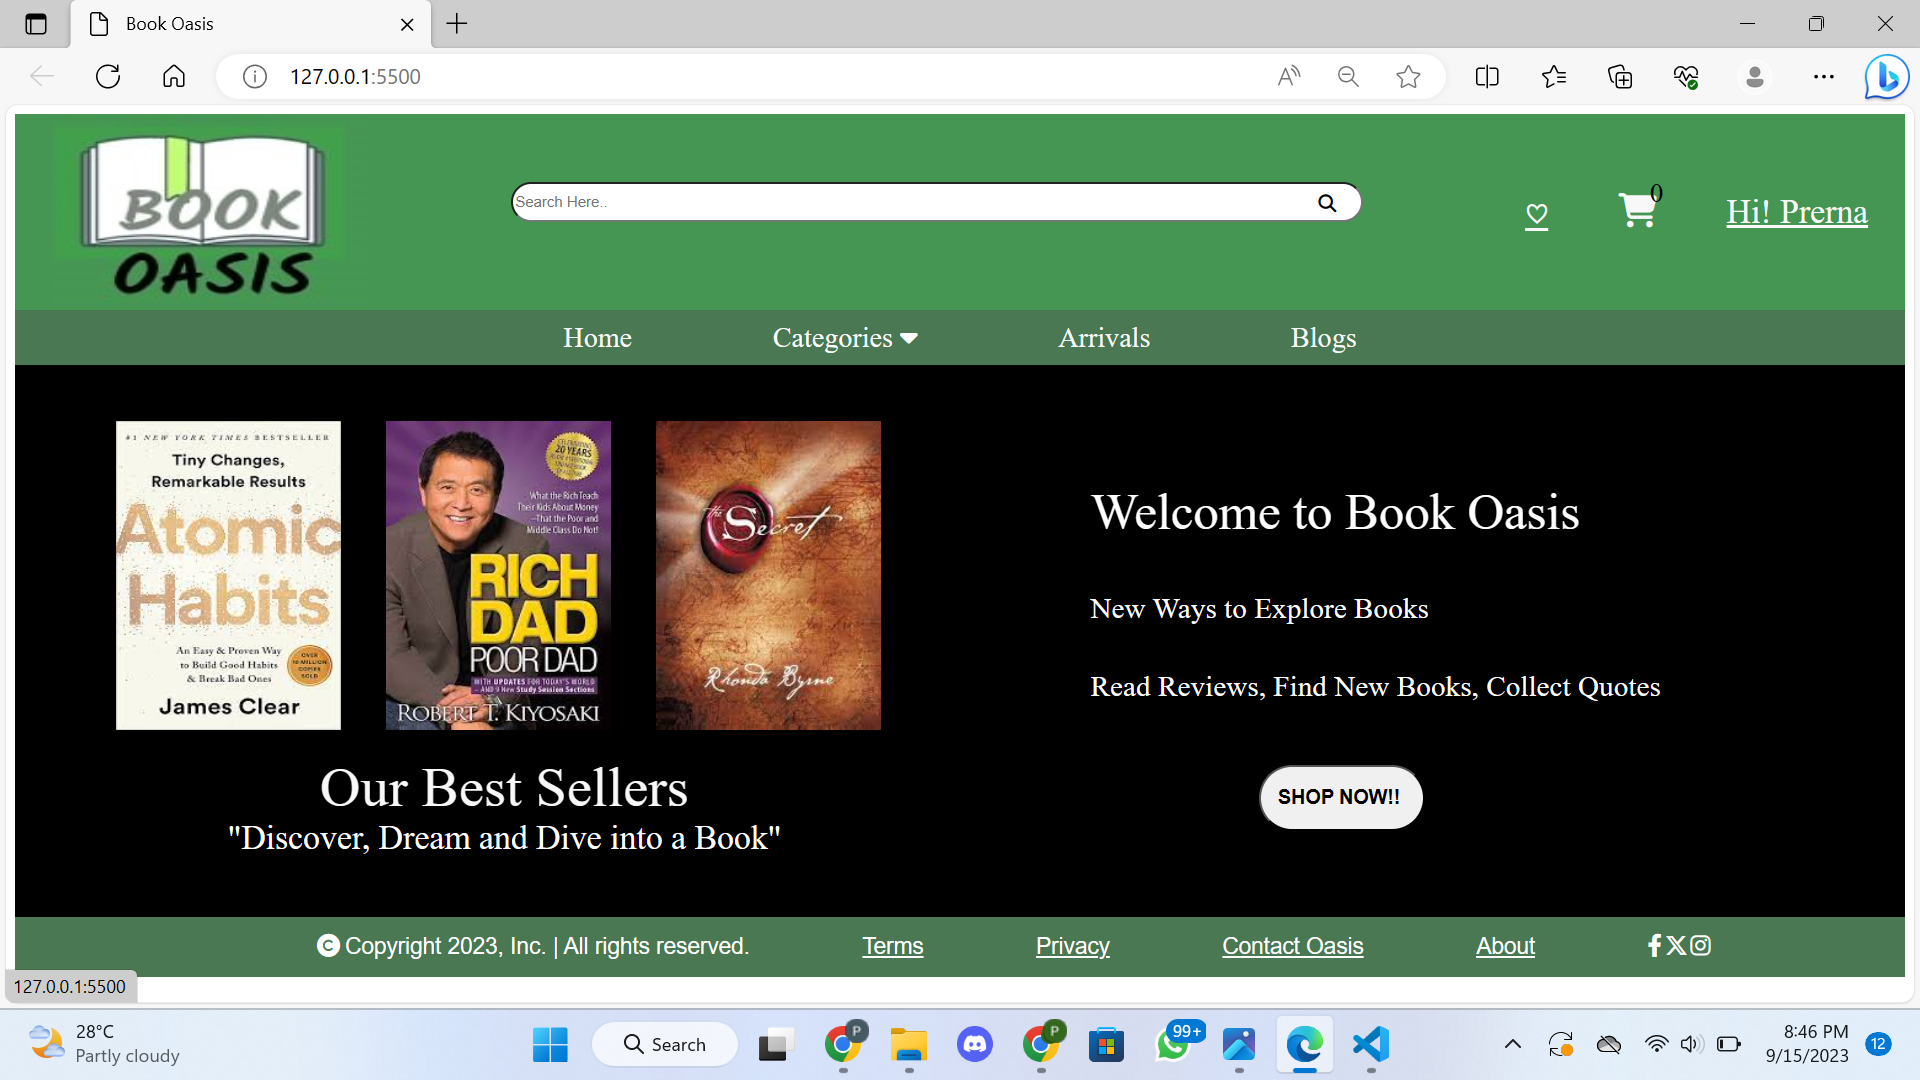 Book Oasis
127.0.0.1:5500
BOOK
OASIS
Search Here..
0
Hi! Prerna
Home
Categories
Arrivals
Blogs
#1 NEW YORK TIMES BESTSELLER
Tiny Changes,
Remarkable Results
Atomic
Habits
An Easy & Proven Way
to Build Good Habits
& Break Bad Ones
OVER
10 MILLION
COPIES
SOLD
James Clear
20 YEARS
What the Rich Teach
Their Kids About Money
—That the Poor and
Middle Class Do Not!
RICH
DAD
POOR DAD
WITH UPDATES FOR TODAY'S WORLD
— AND 9 New Study Session Sections
ROBERT T. KIYOSAKI
the Secret
Rhonda Byrne
Our Best Sellers
"Discover, Dream and Dive into a Book"
Welcome to Book Oasis
New Ways to Explore Books
Read Reviews, Find New Books, Collect Quotes
SHOP NOW!!
C Copyright 2023, Inc. | All rights reserved.
Terms
Privacy
Contact Oasis
About
127.0.0.1:5500
28°C
Partly cloudy
Search
P
P
99+
8:46 PM
9/15/2023
12